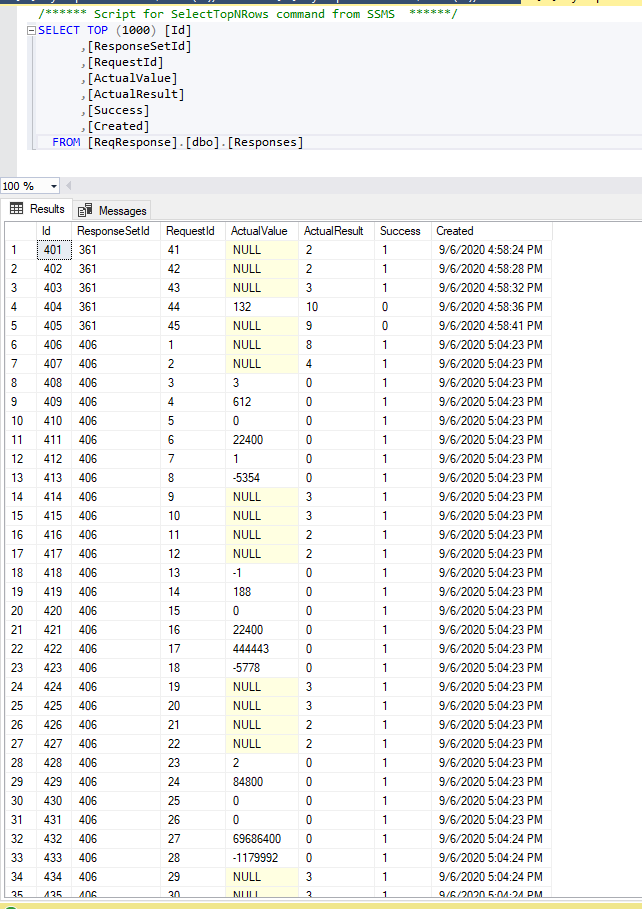 /****** Script for SelectTopNRows command from SSMS  ******/
SELECT TOP (1000) [Id]
,[ResponseSetId]
,[RequestId]
,[ActualValue]
,[ActualResult]
,[Success]
,[Created]
FROM [ReqResponse].[dbo].[Responses]
100 %
Results Messages
Id ResponseSetId RequestId ActualValue ActualResult Success Created
1 401 361 41 NULL 2 1 9/6/2020 4:58:24 PM
2 402 361 42 NULL 2 1 9/6/2020 4:58:28 PM
3 403 361 43 NULL 3 1 9/6/2020 4:58:32 PM
4 404 361 44 132 10 0 9/6/2020 4:58:36 PM
5 405 361 45 NULL 9 0 9/6/2020 4:58:41 PM
6 406 406 1 NULL 8 1 9/6/2020 5:04:23 PM
7 407 406 2 NULL 4 1 9/6/2020 5:04:23 PM
8 408 406 3 3 0 1 9/6/2020 5:04:23 PM
9 409 406 4 612 0 1 9/6/2020 5:04:23 PM
10 410 406 5 0 0 1 9/6/2020 5:04:23 PM
11 411 406 6 22400 0 1 9/6/2020 5:04:23 PM
12 412 406 7 1 0 1 9/6/2020 5:04:23 PM
13 413 406 8 -5354 0 1 9/6/2020 5:04:23 PM
14 414 406 9 NULL 3 1 9/6/2020 5:04:23 PM
15 415 406 10 NULL 3 1 9/6/2020 5:04:23 PM
16 416 406 11 NULL 2 1 9/6/2020 5:04:23 PM
17 417 406 12 NULL 2 1 9/6/2020 5:04:23 PM
18 418 406 13 -1 0 1 9/6/2020 5:04:23 PM
19 419 406 14 188 0 1 9/6/2020 5:04:23 PM
20 420 406 15 0 0 1 9/6/2020 5:04:23 PM
21 421 406 16 22400 0 1 9/6/2020 5:04:23 PM
22 422 406 17 444443 0 1 9/6/2020 5:04:23 PM
23 423 406 18 -5778 0 1 9/6/2020 5:04:23 PM
24 424 406 19 NULL 3 1 9/6/2020 5:04:23 PM
25 425 406 20 NULL 3 1 9/6/2020 5:04:23 PM
26 426 406 21 NULL 2 1 9/6/2020 5:04:23 PM
27 427 406 22 NULL 2 1 9/6/2020 5:04:23 PM
28 428 406 23 2 0 1 9/6/2020 5:04:23 PM
29 429 406 24 84800 0 1 9/6/2020 5:04:23 PM
30 430 406 25 0 0 1 9/6/2020 5:04:23 PM
31 431 406 26 0 0 1 9/6/2020 5:04:23 PM
32 432 406 27 69686400 0 1 9/6/2020 5:04:24 PM
33 433 406 28 -1179992 0 1 9/6/2020 5:04:24 PM
34 434 406 29 NULL 3 1 9/6/2020 5:04:24 PM
35 435 406 30 NULL 3 1 9/6/2020 5:04:24 PM